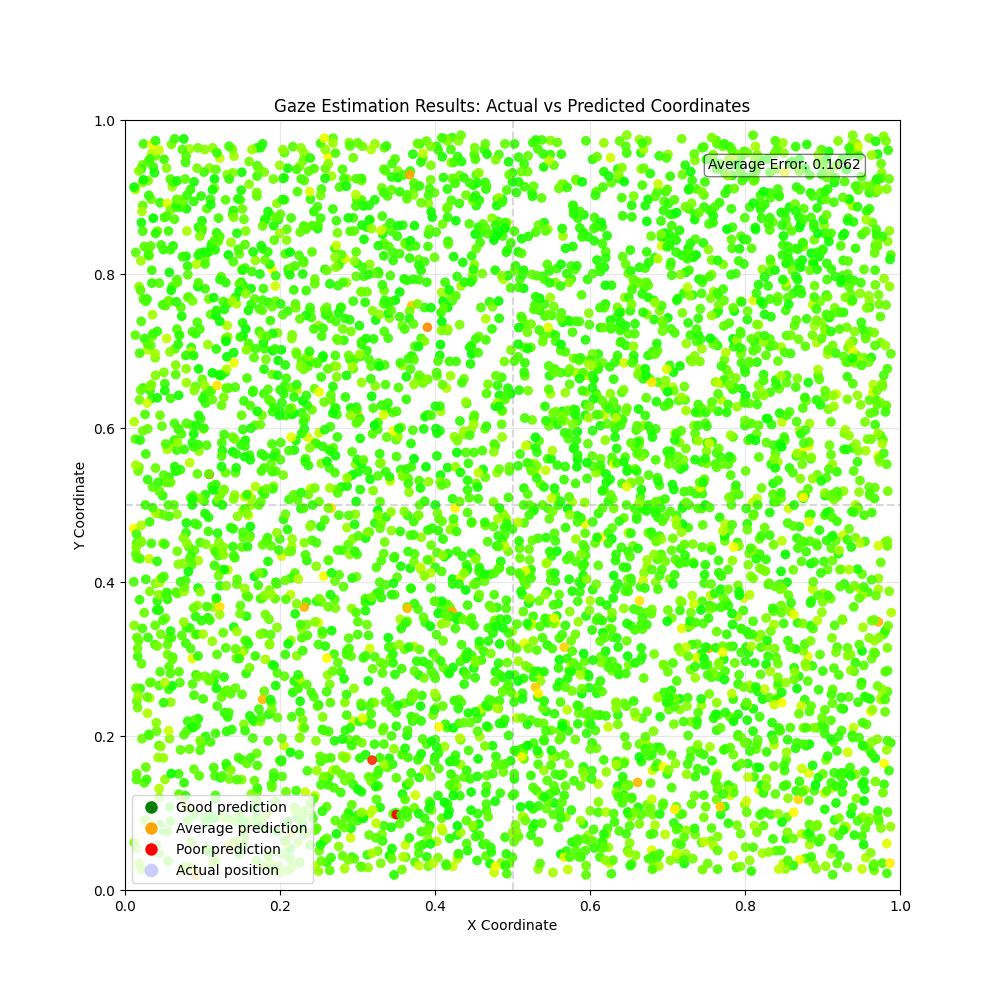 Gaze Estimation Results: Actual vs Predicted Coordinates
1.0
Average Error: 0.1062
0.8
0.6
Y Coordinate
0.4
0.2
Good prediction
Average prediction
Poor prediction
Actual position
0.0
0.0 0.2 0.4 0.6 0.8 1.0
X Coordinate